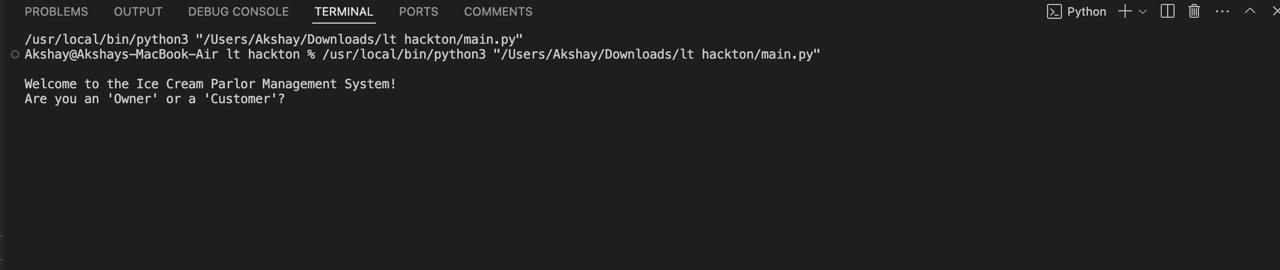 PROBLEMS OUTPUT DEBUG CONSOLE TERMINAL PORTS COMMENTS Python
/usr/local/bin/python3 "/Users/Akshay/Downloads/lt hackton/main.py"
Akshay@Akshays-MacBook-Air lt hackton % /usr/local/bin/python3 "/Users/Akshay/Downloads/lt hackton/main.py"
Welcome to the Ice Cream Parlor Management System!
Are you an 'Owner' or a 'Customer'?